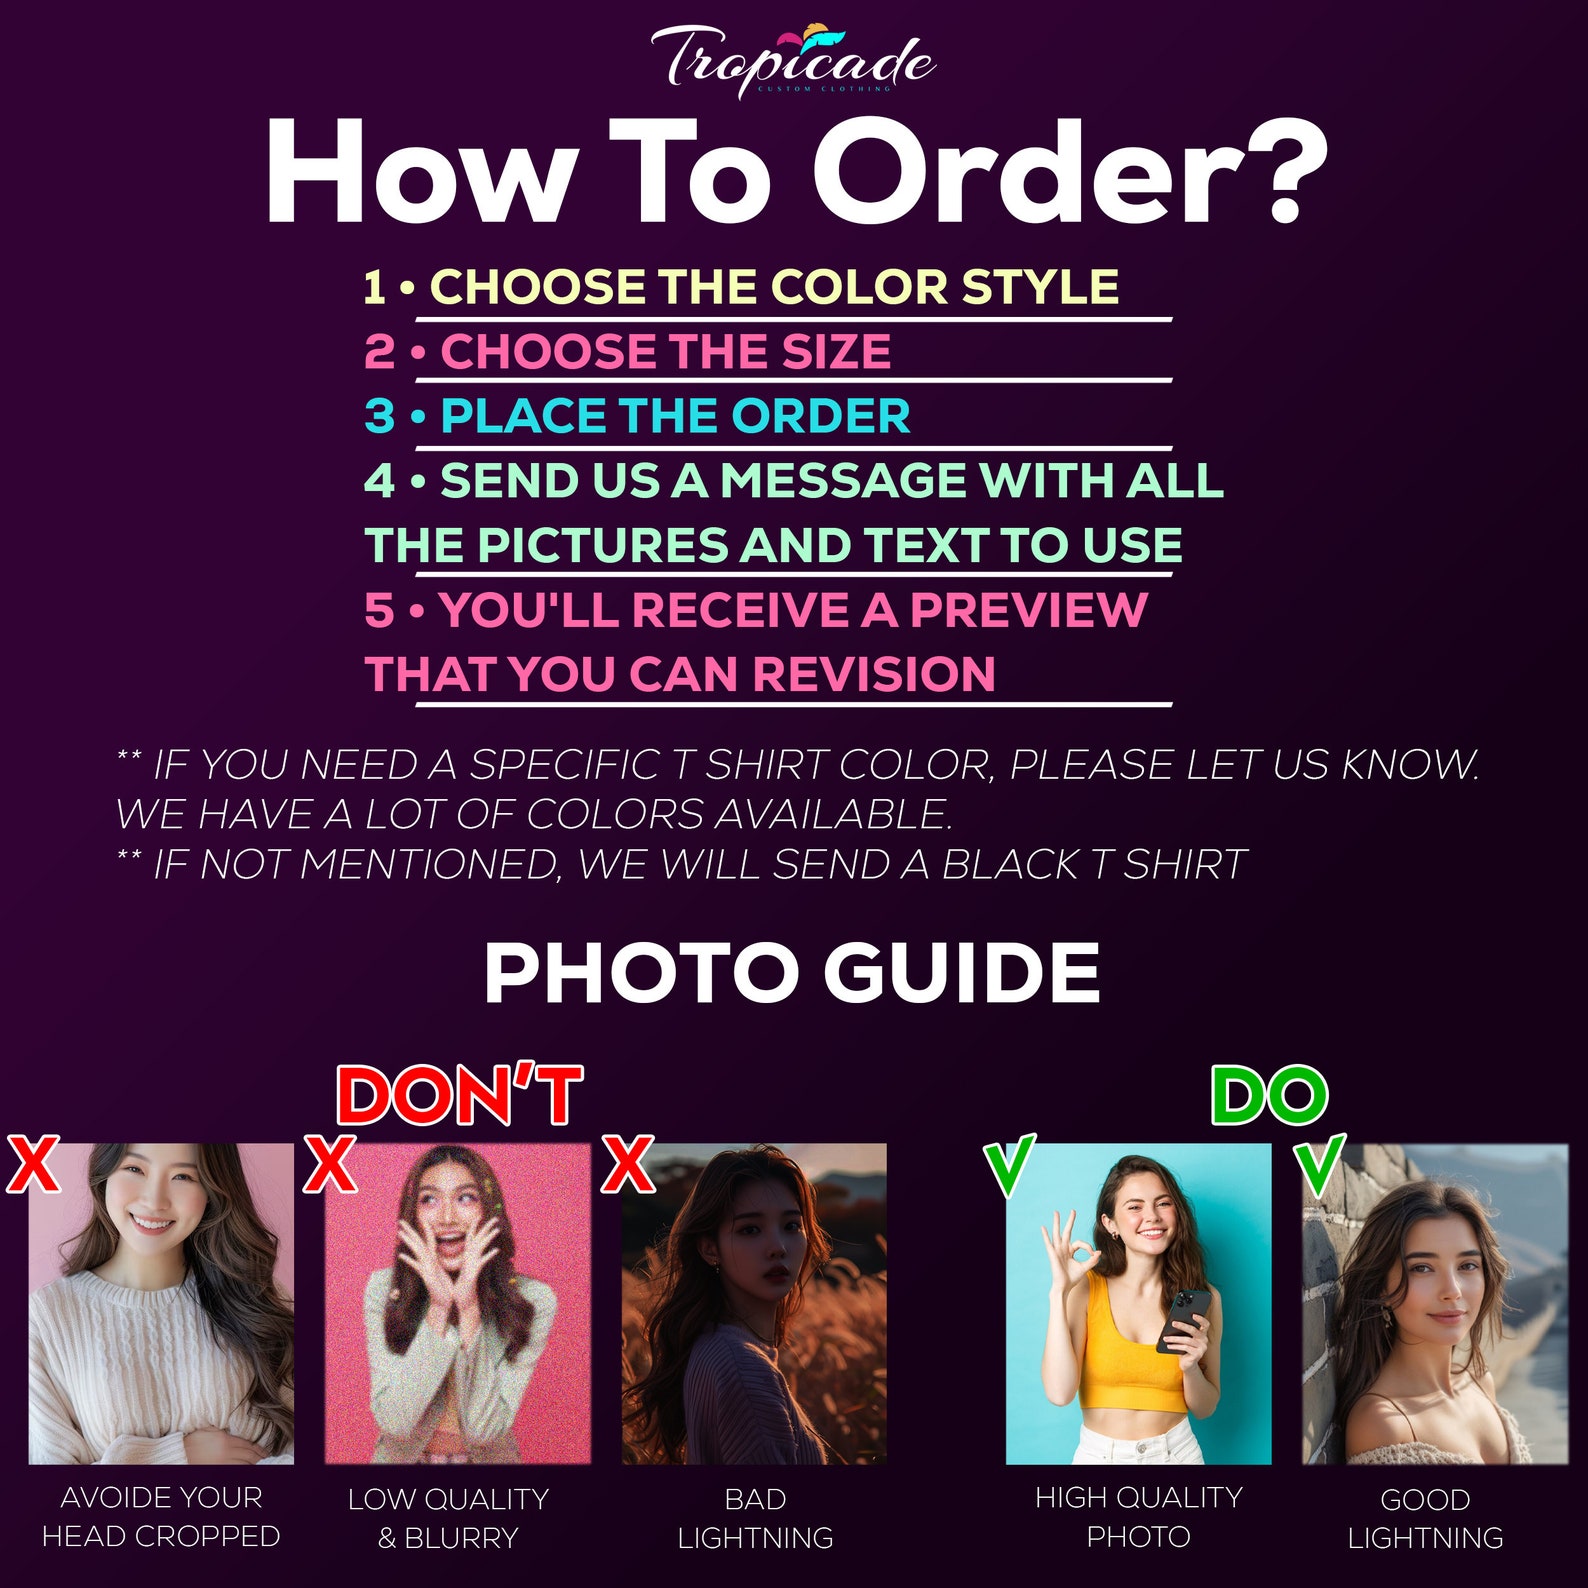 Tropicade
CUSTOM CLOTHING
How To Order?
1 • CHOOSE THE COLOR STYLE
2 • CHOOSE THE SIZE
3 • PLACE THE ORDER
4 • SEND US A MESSAGE WITH ALL
THE PICTURES AND TEXT TO USE
5 • YOU'LL RECEIVE A PREVIEW
THAT YOU CAN REVISION
** IF YOU NEED A SPECIFIC T SHIRT COLOR, PLEASE LET US KNOW.
WE HAVE A LOT OF COLORS AVAILABLE.
** IF NOT MENTIONED, WE WILL SEND A BLACK T SHIRT
PHOTO GUIDE
DON'T
X
X
X
AVOIDE YOUR
HEAD CROPPED
LOW QUALITY
& BLURRY
BAD
LIGHTNING
DO
HIGH QUALITY
PHOTO
GOOD
LIGHTNING